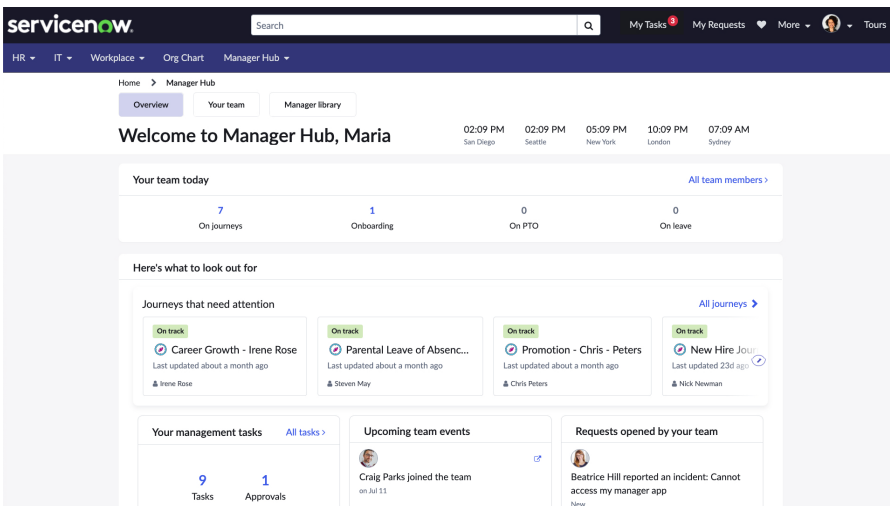 servicenow.
Search
My Tasks 3
My Requests
More
Tours
HR
IT
Workplace
Org Chart
Manager Hub
Home > Manager Hub
Overview
Your team
Manager library
Welcome to Manager Hub, Maria
02:09 PM
San Diego
02:09 PM
Seattle
05:09 PM
New York
10:09 PM
London
07:09 AM
Sydney
Your team today
All team members >
7
On journeys
1
Onboarding
0
On PTO
0
On leave
Here's what to look out for
Journeys that need attention
All journeys >
On track
Career Growth - Irene Rose
Last updated about a month ago
Irene Rose
On track
Parental Leave of Absenc...
Last updated about a month ago
Steven May
On track
Promotion - Chris - Peters
Last updated about a month ago
Chris Peters
On track
New Hire Jour
Last updated 23d ago
Nick Newman
Your management tasks
All tasks >
9
Tasks
1
Approvals
Upcoming team events
Craig Parks joined the team
on Jul 11
Requests opened by your team
Beatrice Hill reported an incident: Cannot
access my manager app
New